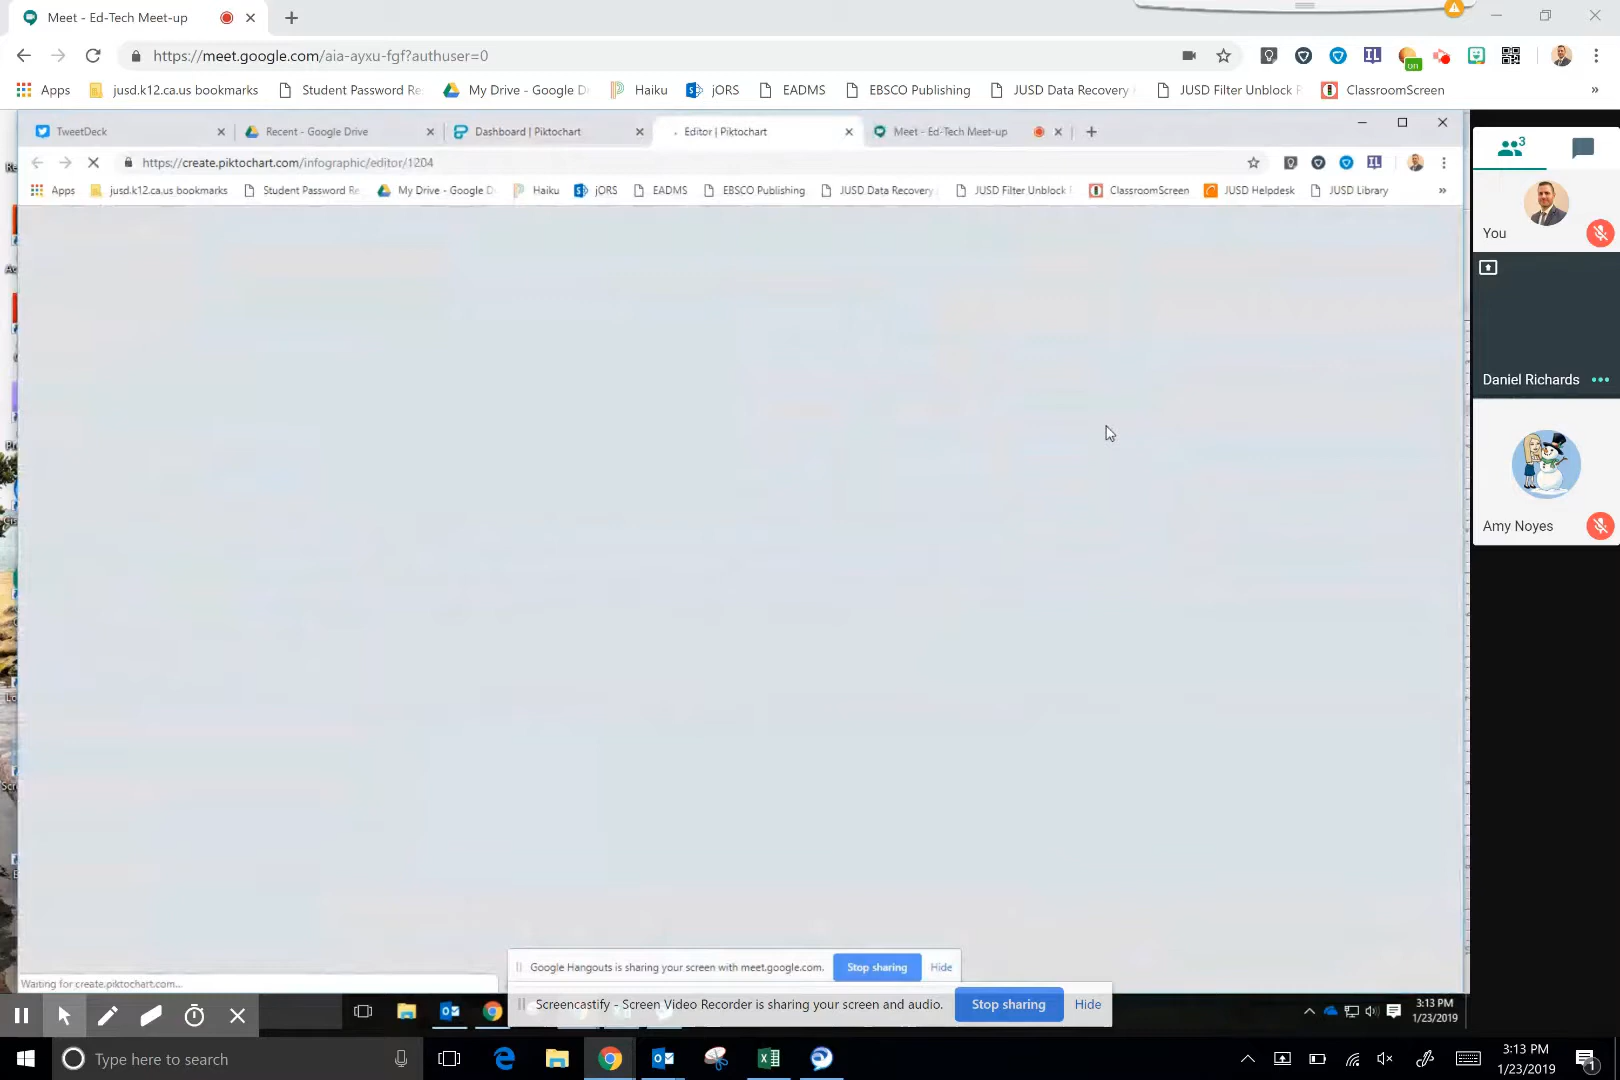 Meet - Ed-Tech Meet-up
https://meet.google.com/aia-ayxu-fgf?authuser=0
on
Apps jusd.k12.ca.us bookmarks Student Password Re My Drive - Google D Haiku jORS EADMS EBSCO Publishing JUSD Data Recovery JUSD Filter Unblock ClassroomScreen »
TweetDeck Recent - Google Drive Dashboard | Piktochart Editor | Piktochart Meet - Ed-Tech Meet-up
https://create.piktochart.com/infographic/editor/1204
Apps jusd.k12.ca.us bookmarks Student Password Re My Drive - Google D Haiku jORS EADMS EBSCO Publishing JUSD Data Recovery JUSD Filter Unblock ClassroomScreen JUSD Helpdesk JUSD Library »
3
You
Daniel Richards
Amy Noyes
Google Hangouts is sharing your screen with meet.google.com. Stop sharing Hide
Waiting for create.piktochart.com...
Screencastify - Screen Video Recorder is sharing your screen and audio. Stop sharing Hide
3:13 PM
1/23/2019
Type here to search
3:13 PM
1/23/2019
1